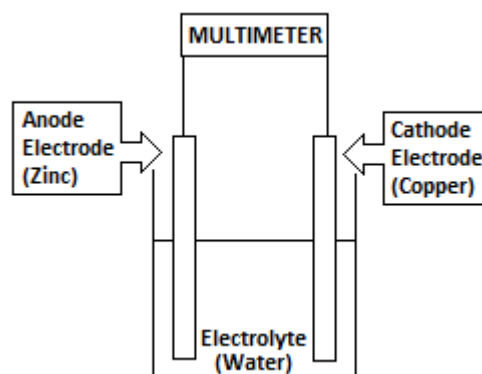 MULTIMETER
Anode
Electrode
(Zinc)
Cathode
Electrode
(Copper)
Electrolyte
(Water)